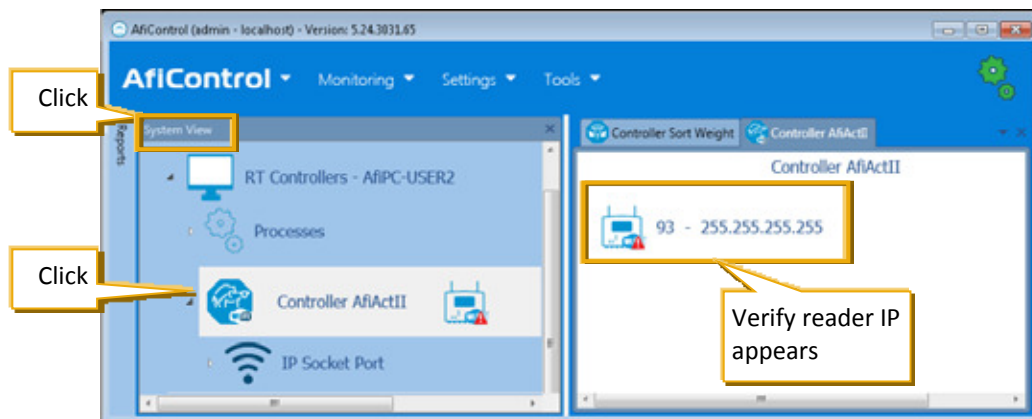 AfiControl (admin - localhost) - Version: 5.24.3031.65
AfiControl Monitoring Settings Tools
Click
Reports
System View
Controller Sort Weight Controller AfiActII
Controller AfiActII
RT Controllers - AfiPC-USER2
93 - 255.255.255.255
Processes
Click
Controller AfiActII
Verify reader IP
appears
IP Socket Port